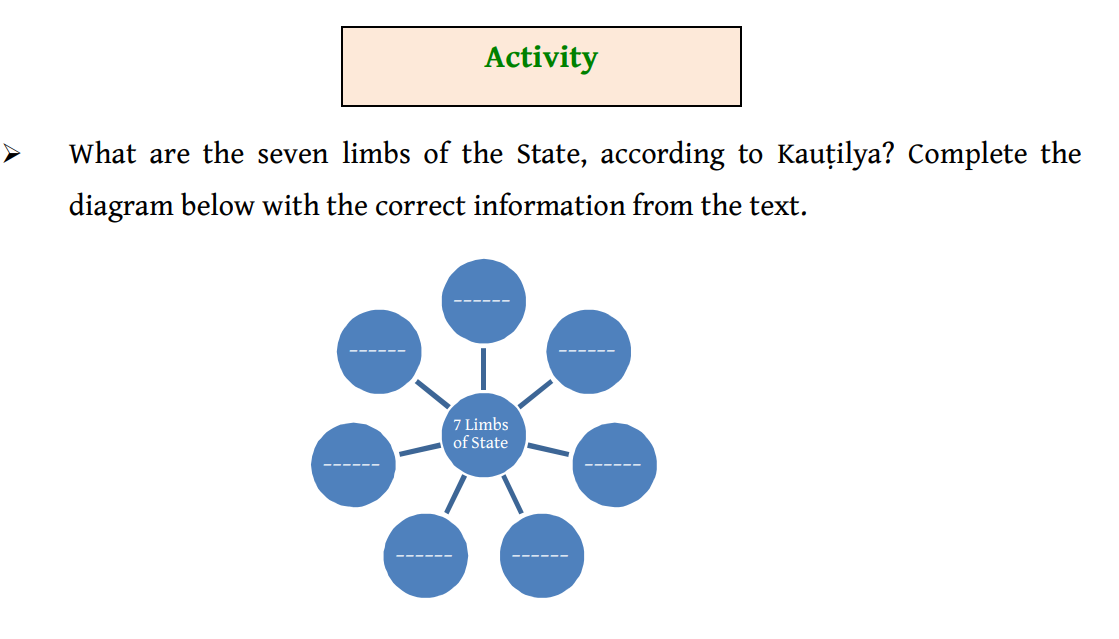 Activity
➢ What are the seven limbs of the State, according to Kauṭilya? Complete the
diagram below with the correct information from the text.
------
------
------
7 Limbs
of State
------
------
------
------